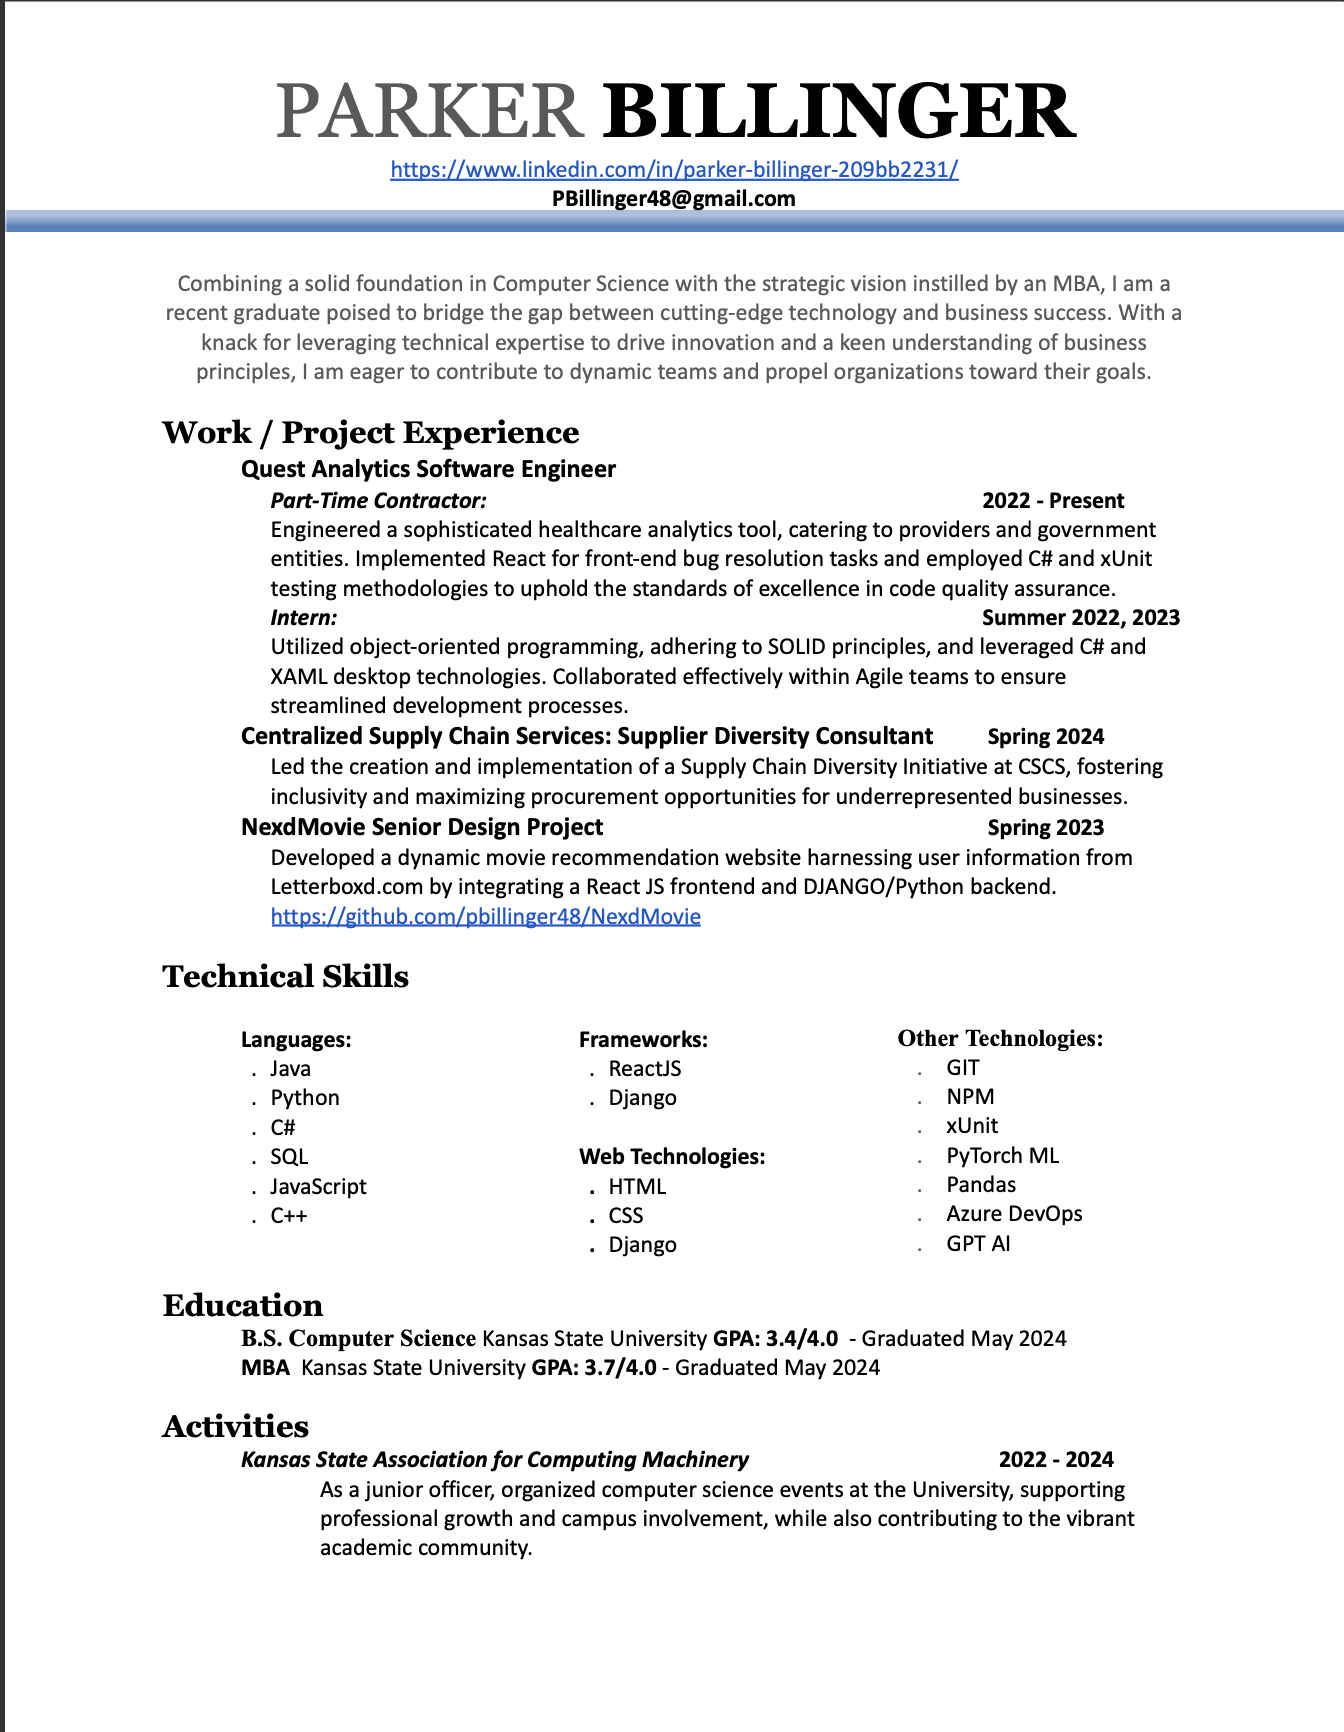 PARKER BILLINGER
https://www.linkedin.com/in/parker-billinger-209bb2231/
PBillinger48@gmail.com
Combining a solid foundation in Computer Science with the strategic vision instilled by an MBA, I am a
recent graduate poised to bridge the gap between cutting-edge technology and business success. With a
knack for leveraging technical expertise to drive innovation and a keen understanding of business
principles, I am eager to contribute to dynamic teams and propel organizations toward their goals.
Work / Project Experience
Quest Analytics Software Engineer
Part-Time Contractor: 2022 - Present
Engineered a sophisticated healthcare analytics tool, catering to providers and government
entities. Implemented React for front-end bug resolution tasks and employed C# and xUnit
testing methodologies to uphold the standards of excellence in code quality assurance.
Intern: Summer 2022, 2023
Utilized object-oriented programming, adhering to SOLID principles, and leveraged C# and
XAML desktop technologies. Collaborated effectively within Agile teams to ensure
streamlined development processes.
Centralized Supply Chain Services: Supplier Diversity Consultant Spring 2024
Led the creation and implementation of a Supply Chain Diversity Initiative at CSCS, fostering
inclusivity and maximizing procurement opportunities for underrepresented businesses.
NexdMovie Senior Design Project Spring 2023
Developed a dynamic movie recommendation website harnessing user information from
Letterboxd.com by integrating a React JS frontend and DJANGO/Python backend.
https://github.com/pbillinger48/NexdMovie
Technical Skills
Languages:
. Java
. Python
. C#
. SQL
. JavaScript
. C++
Frameworks:
. ReactJS
. Django
Web Technologies:
. HTML
. CSS
. Django
Other Technologies:
. GIT
. NPM
. xUnit
. PyTorch ML
. Pandas
. Azure DevOps
. GPT AI
Education
B.S. Computer Science Kansas State University GPA: 3.4/4.0 - Graduated May 2024
MBA Kansas State University GPA: 3.7/4.0 - Graduated May 2024
Activities
Kansas State Association for Computing Machinery 2022 - 2024
As a junior officer, organized computer science events at the University, supporting
professional growth and campus involvement, while also contributing to the vibrant
academic community.